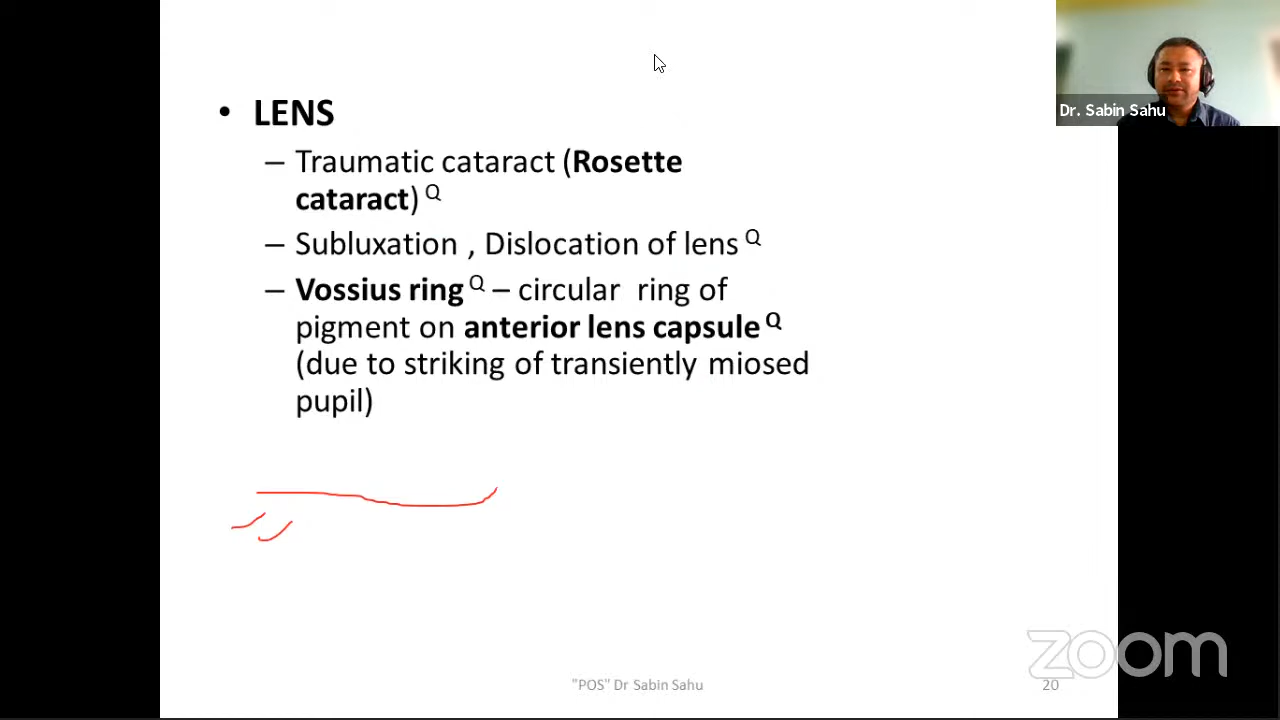 Dr. Sabin Sahu
• LENS
– Traumatic cataract (Rosette
cataract) Q
– Subluxation , Dislocation of lens Q
– Vossius ring Q – circular ring of
pigment on anterior lens capsule Q
(due to striking of transiently miosed
pupil)
zoom
"POS" Dr Sabin Sahu
20